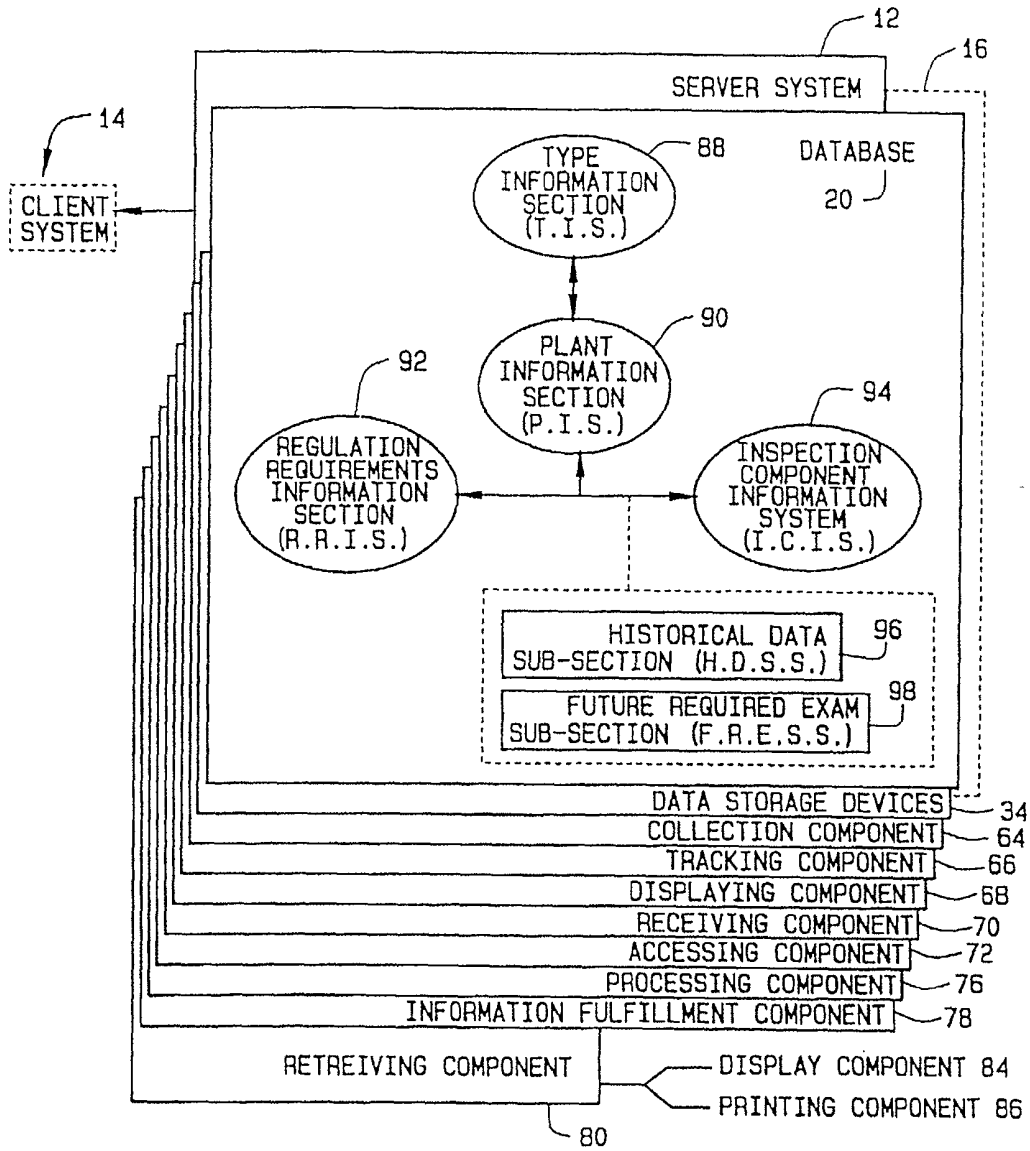 12
16
SERVER SYSTEM
14
CLIENT
SYSTEM
DATABASE
20
88
TYPE
INFORMATION
SECTION
(T.I.S.)
90
PLANT
INFORMATION
SECTION
(P.I.S.)
92
REGULATION
REQUIREMENTS
INFORMATION
SECTION
(R.R.I.S.)
94
INSPECTION
COMPONENT
INFORMATION
SYSTEM
(I.C.I.S.)
HISTORICAL DATA
SUB-SECTION (H.D.S.S.)
96
FUTURE REQUIRED EXAM
SUB-SECTION (F.R.E.S.S.)
98
DATA STORAGE DEVICES
34
COLLECTION COMPONENT
64
TRACKING COMPONENT
66
DISPLAYING COMPONENT
68
RECEIVING COMPONENT
70
ACCESSING COMPONENT
72
PROCESSING COMPONENT
76
INFORMATION FULFILLMENT COMPONENT
78
RETREIVING COMPONENT
80
DISPLAY COMPONENT 84
PRINTING COMPONENT 86